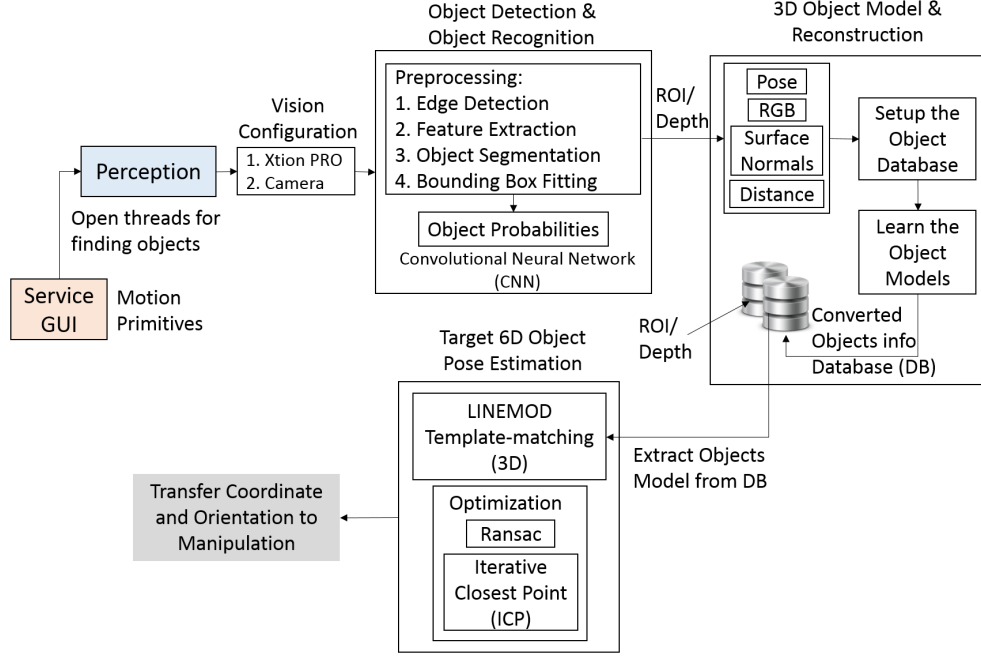 Object Detection &
Object Recognition
3D Object Model &
Reconstruction
Preprocessing:
1. Edge Detection
2. Feature Extraction
3. Object Segmentation
4. Bounding Box Fitting
Object Probabilities
Convolutional Neural Network
(CNN)
Vision
Configuration
1. Xtion PRO
2. Camera
Perception
Open threads for
finding objects
Service
GUI
Motion
Primitives
ROI/
Depth
Pose
RGB
Surface
Normals
Distance
Setup the
Object
Database
Learn the
Object
Models
Converted
Objects info
Database (DB)
ROI/
Depth
Target 6D Object
Pose Estimation
LINEMOD
Template-matching
(3D)
Extract Objects
Model from DB
Optimization
Ransac
Iterative
Closest Point
(ICP)
Transfer Coordinate
and Orientation to
Manipulation